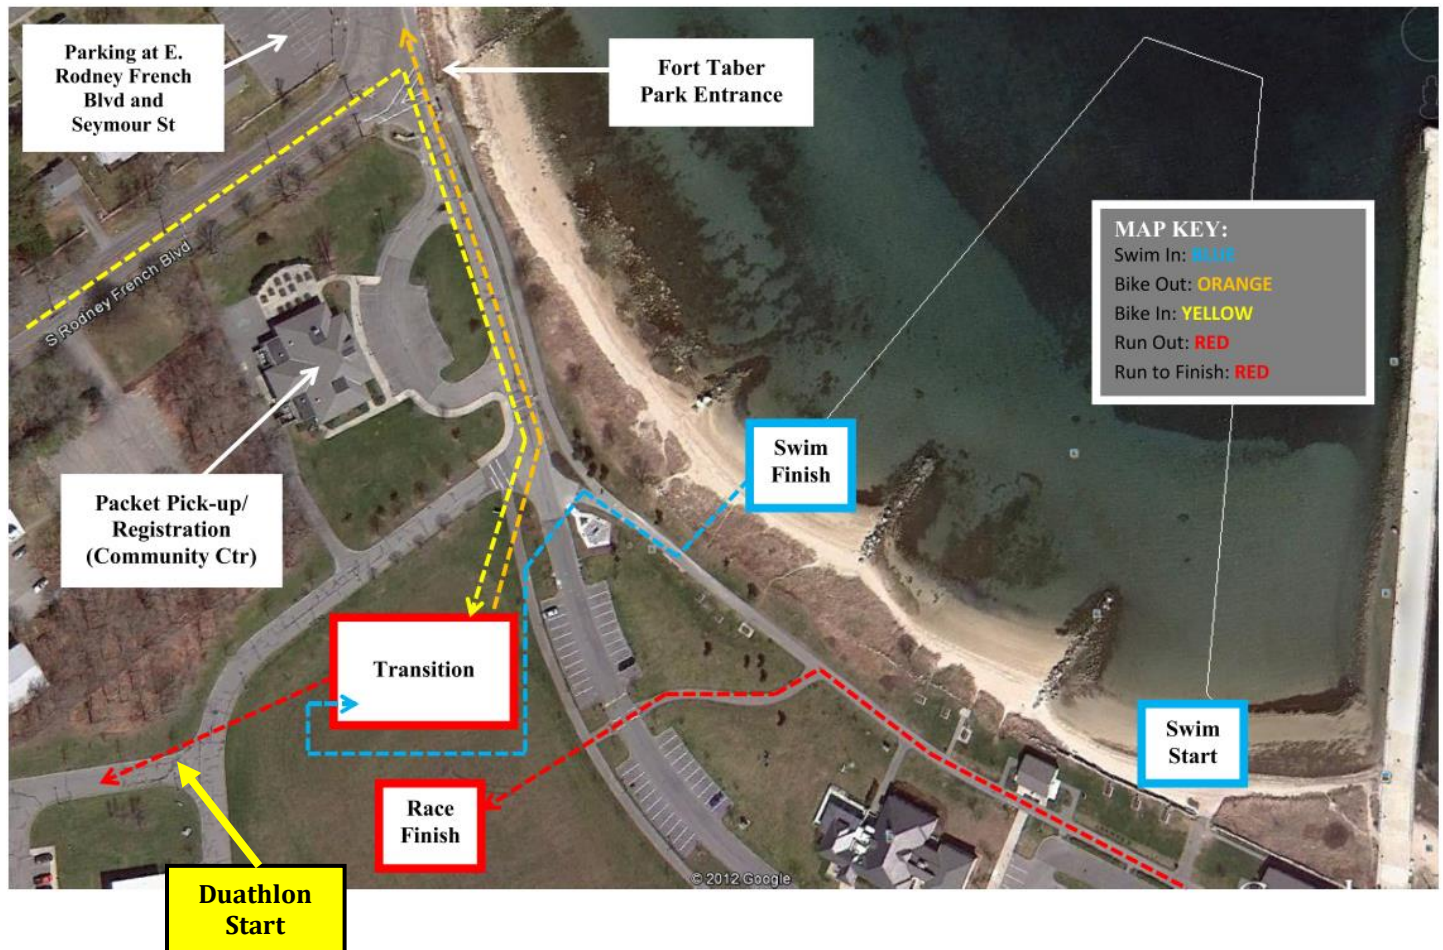 Parking at E.
Rodney French
Blvd and
Seymour St
Fort Taber
Park Entrance
MAP KEY:
Swim In: BLUE
Bike Out: ORANGE
Bike In: YELLOW
Run Out: RED
Run to Finish: RED
S Rodney French Blvd
Swim
Finish
Packet Pick-up/
Registration
(Community Ctr)
Transition
Swim
Start
Race
Finish
Duathlon
Start
© 2012 Google